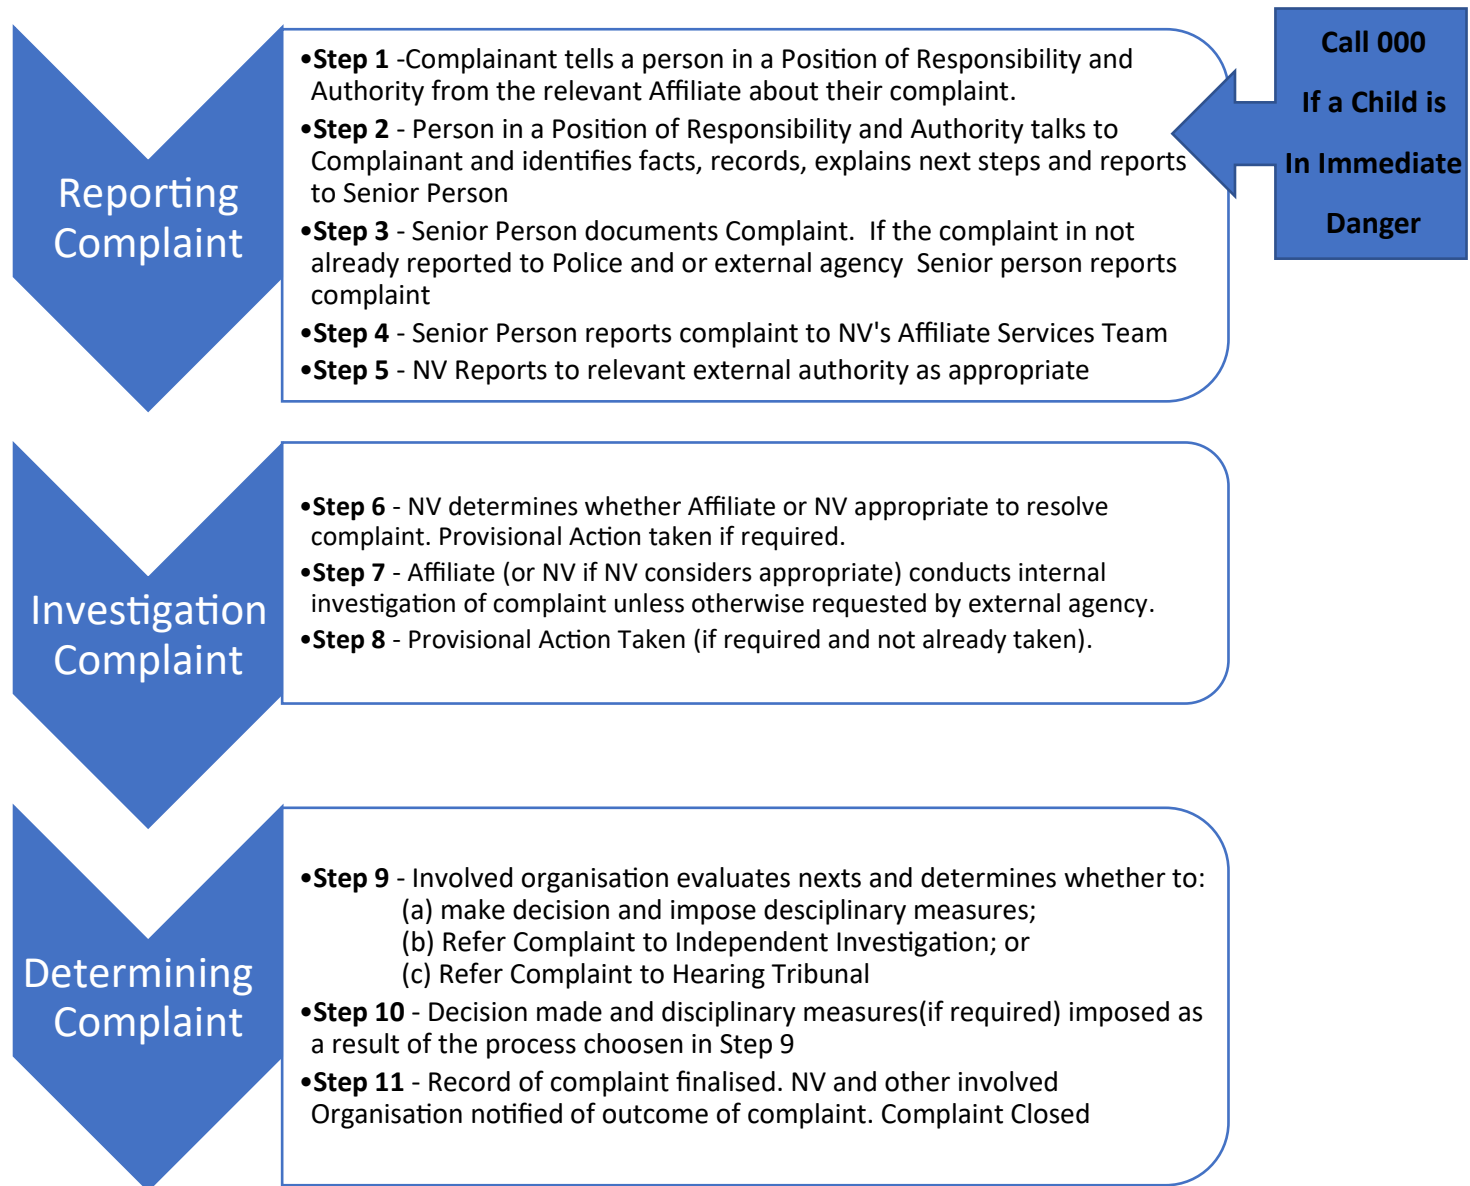 Reporting
Complaint
•Step 1 -Complainant tells a person in a Position of Responsibility and
Authority from the relevant Affiliate about their complaint.
•Step 2 - Person in a Position of Responsibility and Authority talks to
Complainant and identifies facts, records, explains next steps and reports
to Senior Person
•Step 3 - Senior Person documents Complaint.  If the complaint in not
already reported to Police and or external agency  Senior person reports
complaint
•Step 4 - Senior Person reports complaint to NV's Affiliate Services Team
•Step 5 - NV Reports to relevant external authority as appropriate
Call 000
If a Child is
In Immediate
Danger
Investigation
Complaint
•Step 6 - NV determines whether Affiliate or NV appropriate to resolve
complaint. Provisional Action taken if required.
•Step 7 - Affiliate (or NV if NV considers appropriate) conducts internal
investigation of complaint unless otherwise requested by external agency.
•Step 8 - Provisional Action Taken (if required and not already taken).
Determining
Complaint
•Step 9 - Involved organisation evaluates nexts and determines whether to:
(a) make decision and impose desciplinary measures;
(b) Refer Complaint to Independent Investigation; or
(c) Refer Complaint to Hearing Tribunal
•Step 10 - Decision made and disciplinary measures(if required) imposed as
a result of the process choosen in Step 9
•Step 11 - Record of complaint finalised. NV and other involved
Organisation notified of outcome of complaint. Complaint Closed